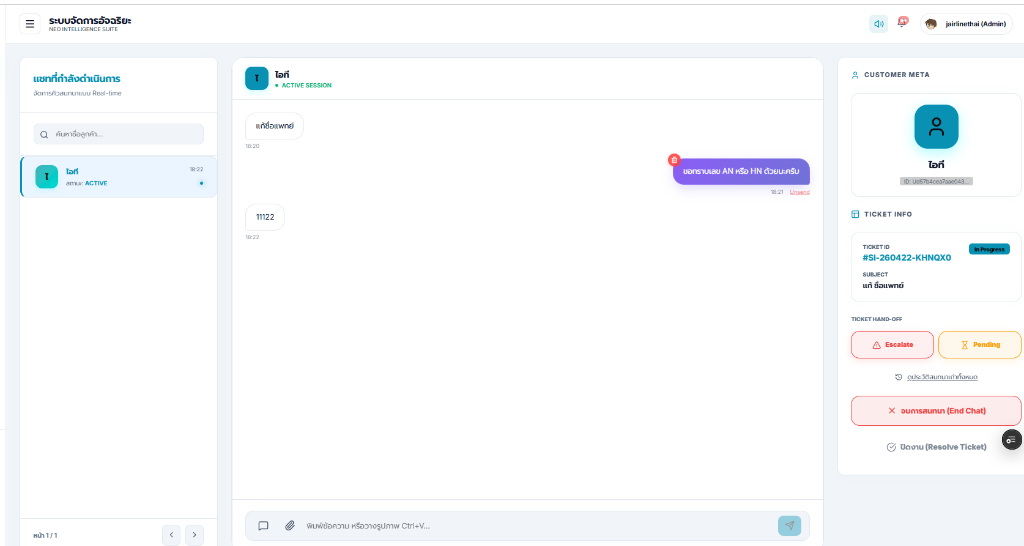 ระบบจัดการอัจฉริยะ
NEO INTELLIGENCE SUITE
jairlinethai (Admin)
แชทที่กำลังดำเนินการ
จัดการคิวสนทนาแบบ Real-time
ค้นหาชื่อลูกค้า...
ไ
ไอที
18:22
สถานะ: ACTIVE
หน้า 1 / 1
ไ
ไอที
ACTIVE SESSION
แก้ชื่อแพทย์
18:20
ขอทราบเลข AN หรือ HN ด้วยนะครับ
18:21 Unsend
11122
18:22
พิมพ์ข้อความ หรือวางรูปภาพ Ctrl+V...
CUSTOMER META
ไอที
TICKET INFO
TICKET ID
In Progress
#SI-260422-KHNQX0
SUBJECT
แก้ ชื่อแพทย์
TICKET HAND-OFF
Escalate
Pending
ดูประวัติสนทนาเก่าทั้งหมด
จบการสนทนา (End Chat)
ปิดงาน (Resolve Ticket)